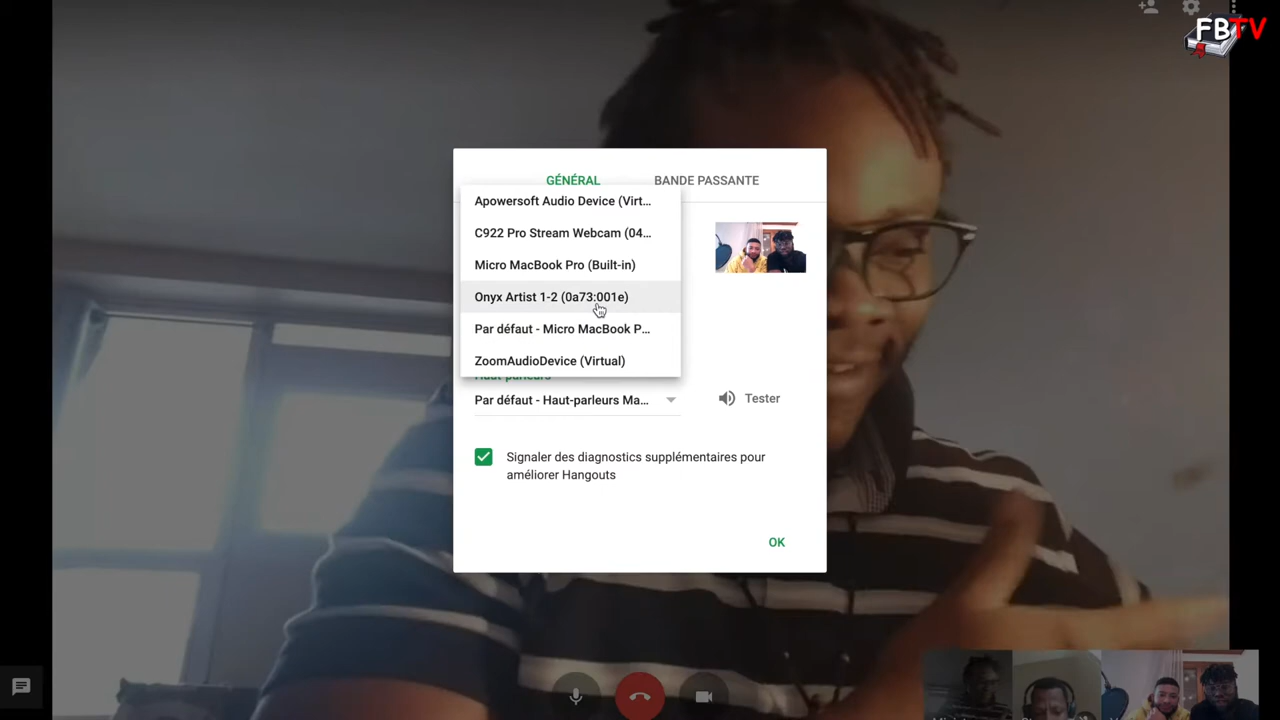 FBTV
GÉNÉRAL
BANDE PASSANTE
Apowersoft Audio Device (Virt...
C922 Pro Stream Webcam (04...
Micro MacBook Pro (Built-in)
Onyx Artist 1-2 (0a73:001e)
Par défaut - Micro MacBook P...
ZoomAudioDevice (Virtual)
Haut-parleurs
Par défaut - Haut-parleurs Ma...
Tester
Signaler des diagnostics supplémentaires pour
améliorer Hangouts
OK